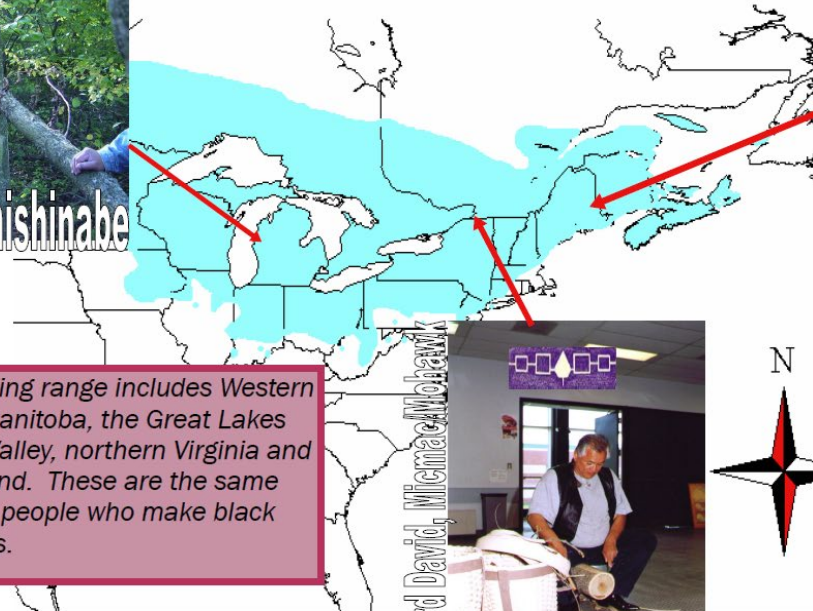 nishinabe
ing range includes Western
anitoba, the Great Lakes
alley, northern Virginia and
nd. These are the same
people who make black
s.
rd David, Micmac/Mohawk
N